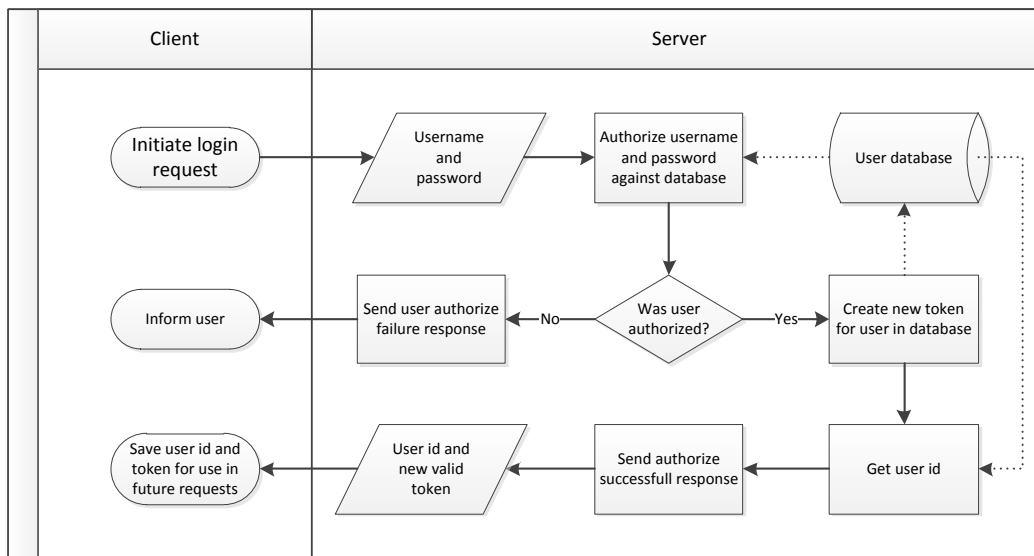 Client
Server
Initiate login
request
Username
and
password
Authorize username
and password
against database
User database
Inform user
Send user authorize
failure response
No
Was user
authorized?
Yes
Create new token
for user in database
Save user id and
token for use in
future requests
User id and
new valid
token
Send authorize
successfull response
Get user id